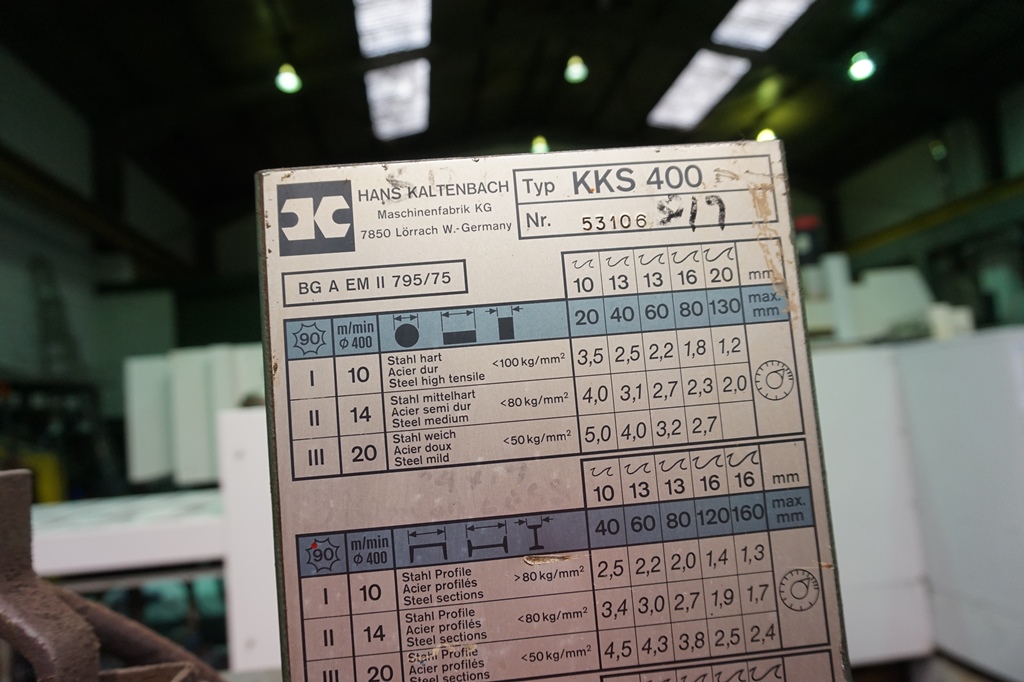 HANS KALTENBACH
Maschinenfabrik KG
7850 Lörrach W.-Germany
Typ KKS 400
Nr. 53106 817
BG A EM II 795/75
10 13 13 16 20 mm
90 m/min ϕ 400 20 40 60 80 130 max. mm
I 10 Stahl hart <100 kg/mm² 3,5 2,5 2,2 1,8 1,2
Acier dur
Steel high tensile
II 14 Stahl mittelhart <80 kg/mm² 4,0 3,1 2,7 2,3 2,0
Acier semi dur
Steel medium
III 20 Stahl weich <50 kg/mm² 5,0 4,0 3,2 2,7
Acier doux
Steel mild
10 13 13 16 16 mm
90 m/min ϕ 400 40 60 80 120 160 max. mm
I 10 Stahl Profile >80 kg/mm² 2,5 2,2 2,0 1,4 1,3
Acier profilés
Steel sections
II 14 Stahl Profile <80 kg/mm² 3,4 3,0 2,7 1,9 1,7
Acier profilés
Steel sections
III 20 Stahl Profile <50 kg/mm² 4,5 4,3 3,8 2,5 2,4
Acier profilés
Steel sections